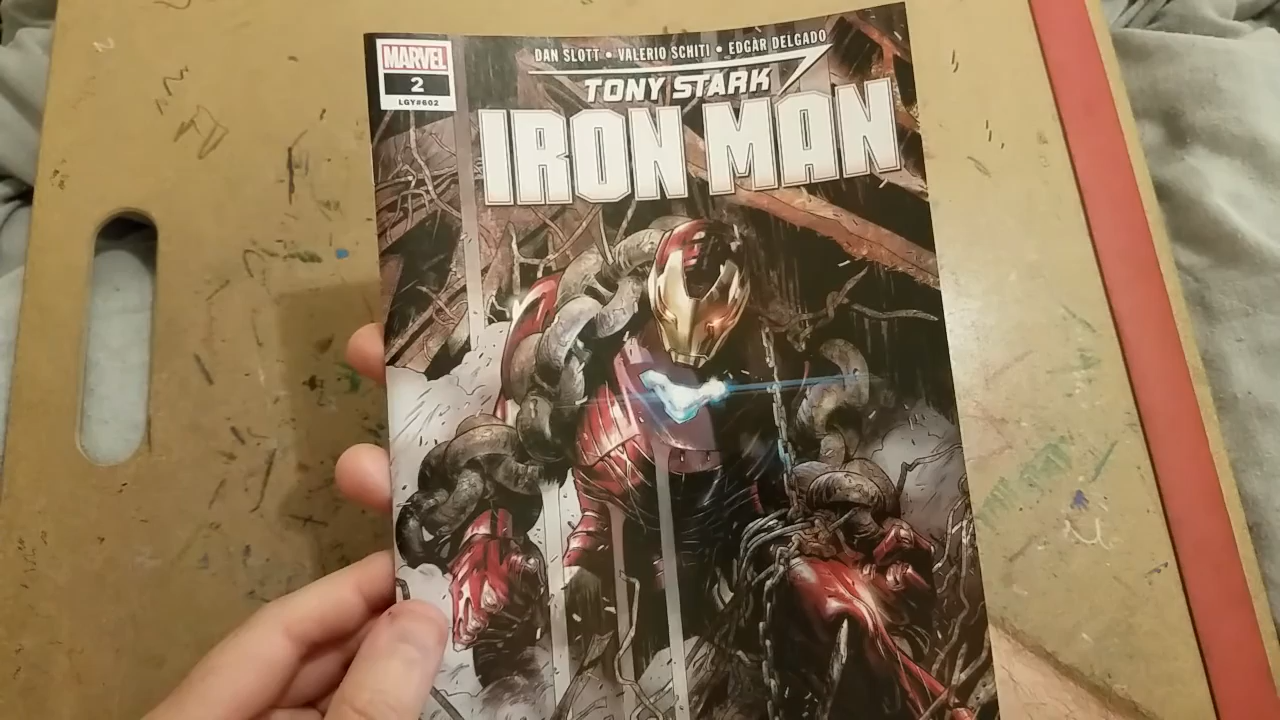 MARVEL
2
LGY#602
DAN SLOTT • VALERIO SCHITI • EDGAR DELGADO
TONY STARK
IRON MAN